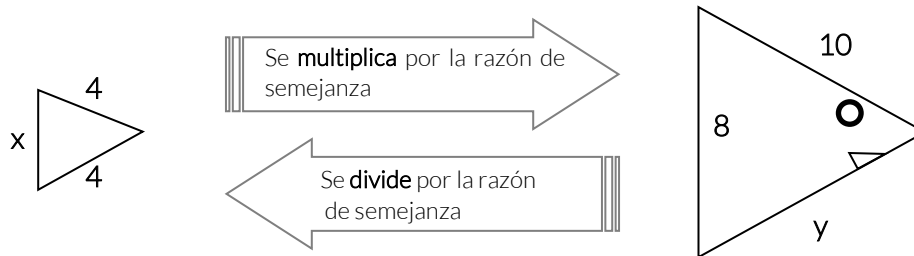 4
x
4
Se multiplica por la razón de
semejanza
Se divide por la razón
de semejanza
10
8
y